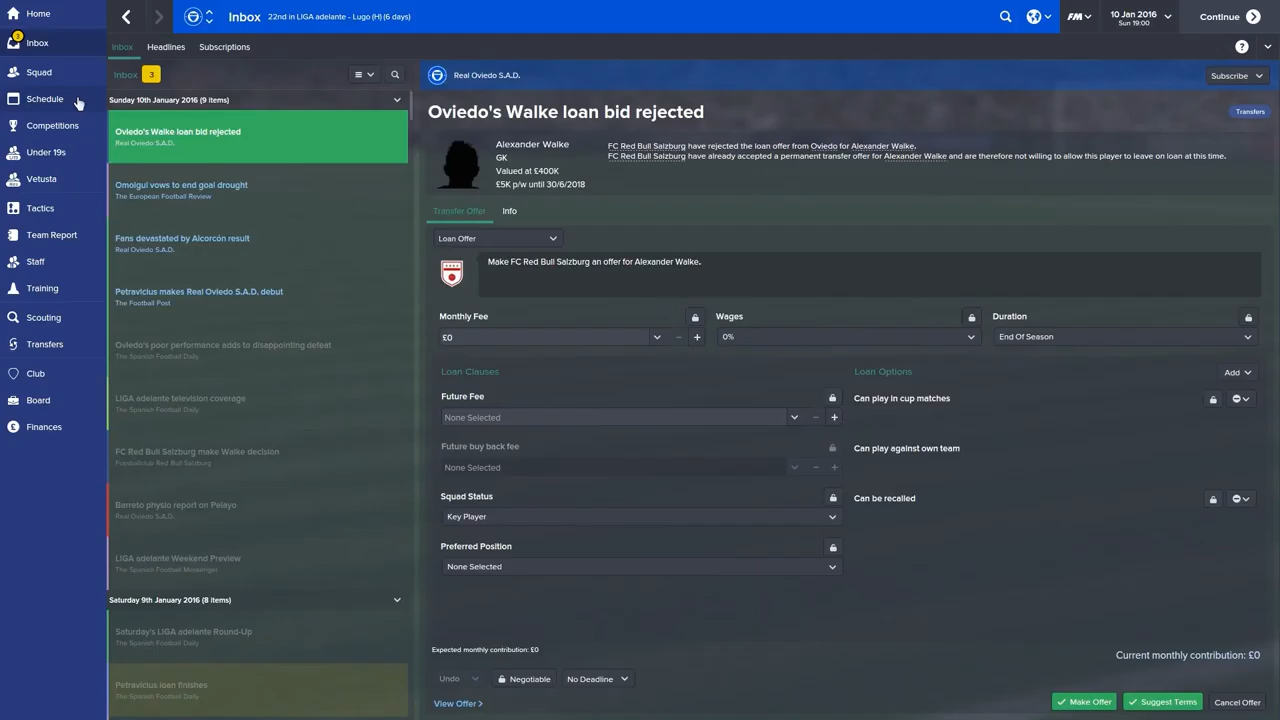 Home
3
Inbox
Squad
Schedule
Competitions
Under 19s
Vetusta
Tactics
Team Report
Staff
Training
Scouting
Transfers
Club
Board
Finances
Inbox
22nd in LIGA adelante - Lugo (H) (6 days)
FM
10 Jan 2016
Sun 19:00
Continue
Inbox
Headlines
Subscriptions
?
Inbox
3
Sunday 10th January 2016 (9 items)
Oviedo's Walke loan bid rejected
Real Oviedo S.A.D.
Omoigui vows to end goal drought
The European Football Review
Fans devastated by Alcorcón result
Real Oviedo S.A.D.
Petravicius makes Real Oviedo S.A.D. debut
The Football Post
Oviedo's poor performance adds to disappointing defeat
The Spanish Football Daily
LIGA adelante television coverage
The Spanish Football Daily
FC Red Bull Salzburg make Walke decision
Fussballclub Red Bull Salzburg
Barreto physio report on Pelayo
Real Oviedo S.A.D.
LIGA adelante Weekend Preview
The Spanish Football Messenger
Saturday 9th January 2016 (8 items)
Saturday's LIGA adelante Round-Up
The Spanish Football Daily
Petravicius loan finishes
The Spanish Football Daily
Real Oviedo S.A.D.
Subscribe
Oviedo's Walke loan bid rejected
Transfers
Alexander Walke
GK
Valued at £400K
£5K p/w until 30/6/2018
FC Red Bull Salzburg have rejected the loan offer from Oviedo for Alexander Walke.
FC Red Bull Salzburg have already accepted a permanent transfer offer for Alexander Walke and are therefore not willing to allow this player to leave on loan at this time.
Transfer Offer
Info
Loan Offer
Make FC Red Bull Salzburg an offer for Alexander Walke.
Monthly Fee
£0
Wages
0%
Duration
End Of Season
Loan Clauses
Future Fee
None Selected
Future buy back fee
None Selected
Squad Status
Key Player
Preferred Position
None Selected
Loan Options
Add
Can play in cup matches
Can play against own team
Can be recalled
Expected monthly contribution: £0
Current monthly contribution: £0
Undo
Negotiable
No Deadline
View Offer >
Make Offer
Suggest Terms
Cancel Offer